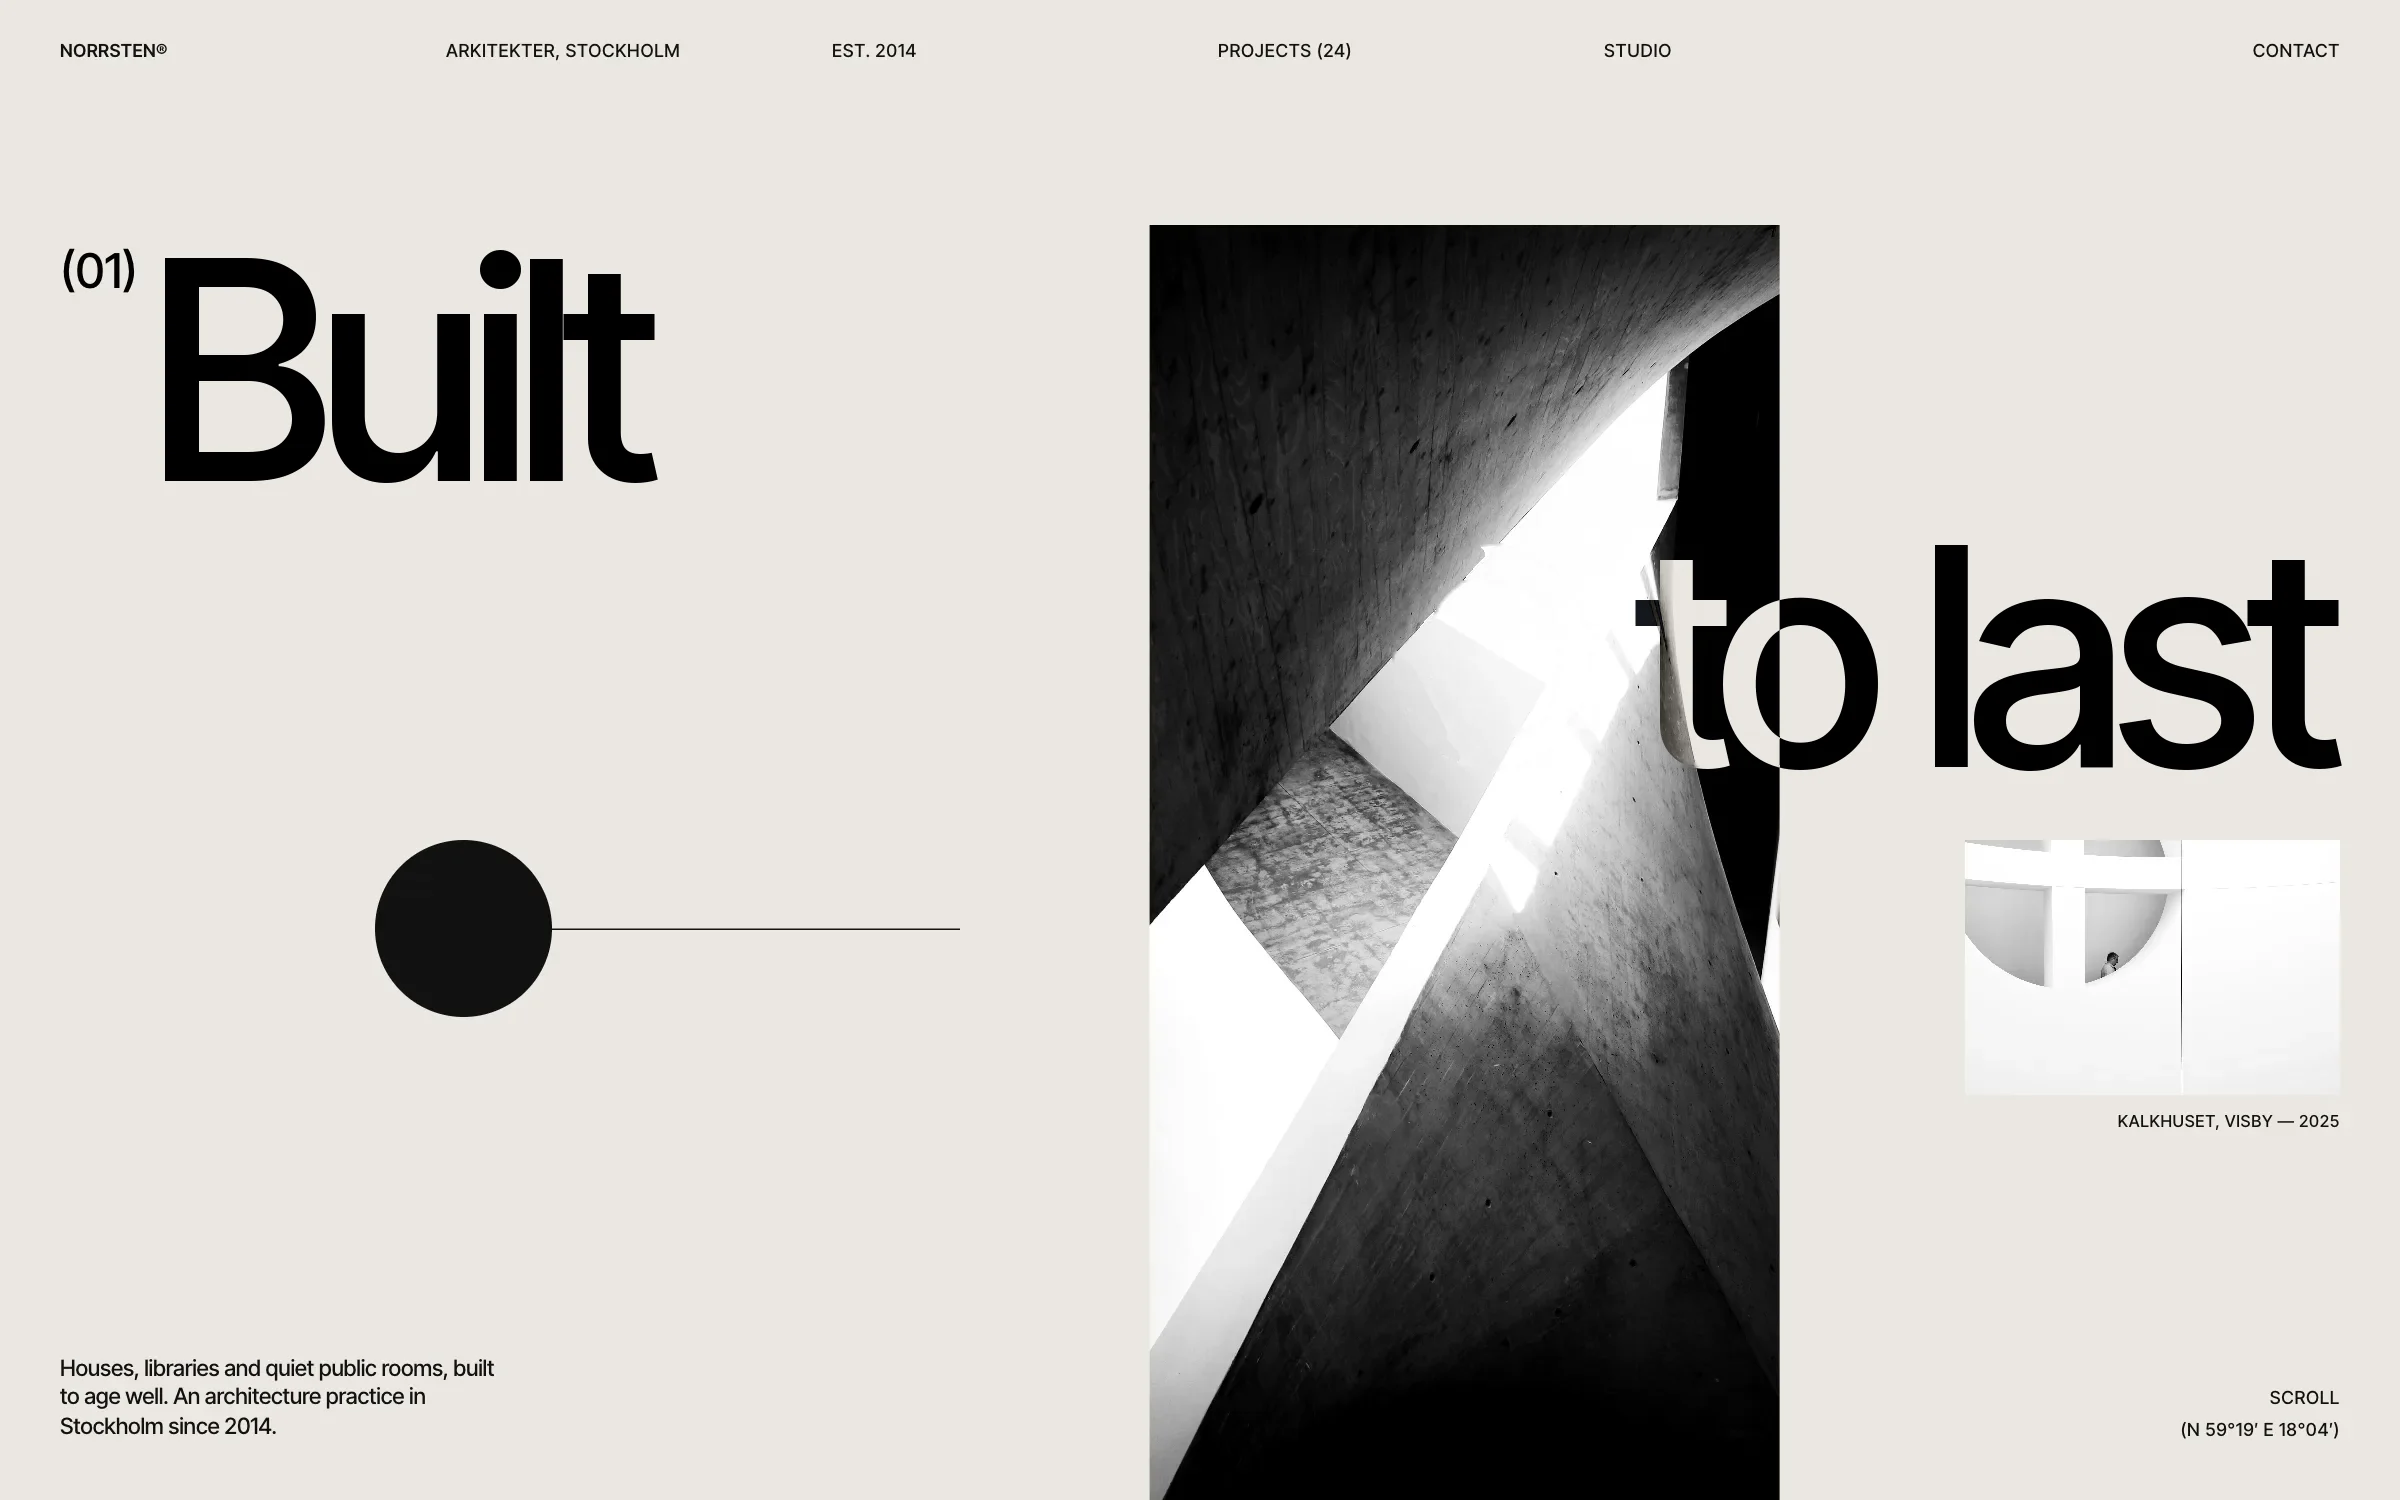 NORRSTEN®
ARKITEKTER, STOCKHOLM
EST. 2014
PROJECTS (24)
STUDIO
CONTACT
(01) Built
to last
KALKHUSET, VISBY — 2025
Houses, libraries and quiet public rooms, built
to age well. An architecture practice in
Stockholm since 2014.
SCROLL
(N 59°19′ E 18°04′)